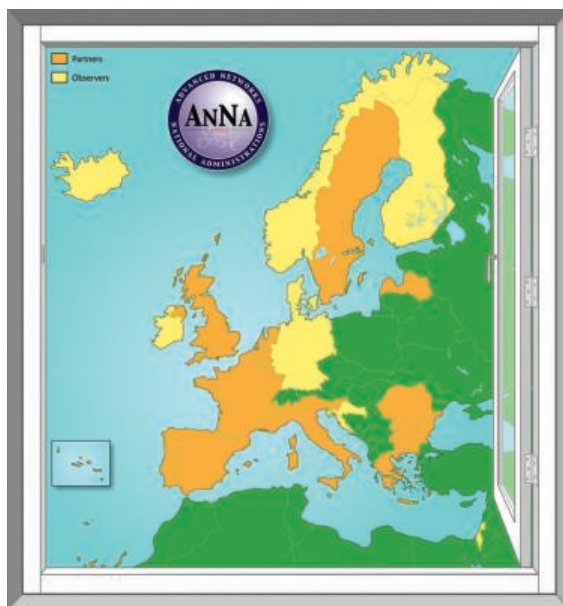 Partners
Observers
ADVANCED NETWORKS
ANNA
NATIONAL ADMINISTRATIONS